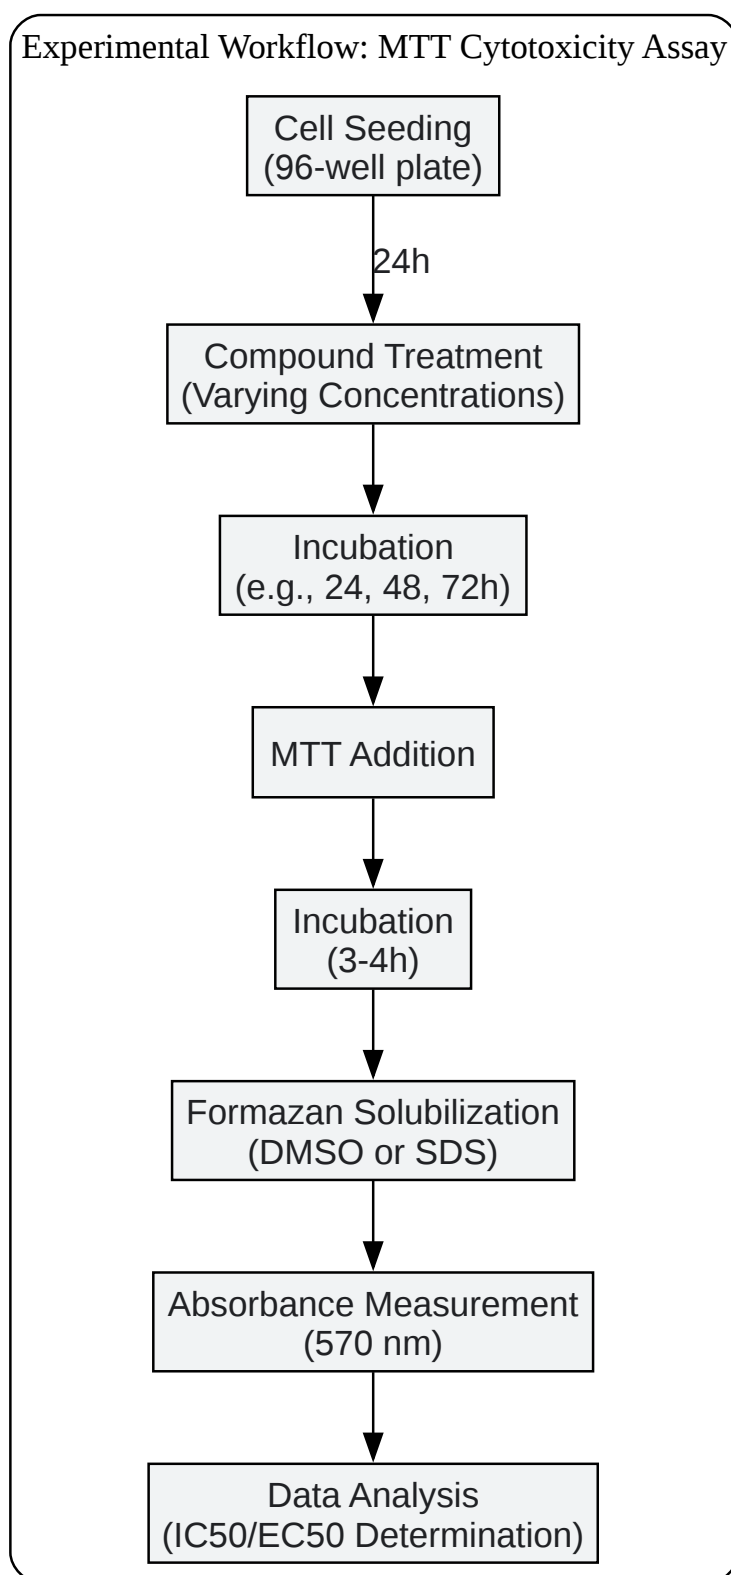 Experimental Workflow: MTT Cytotoxicity Assay
Cell Seeding
(96-well plate)
24h
Compound Treatment
(Varying Concentrations)
Incubation
(e.g., 24, 48, 72h)
MTT Addition
Incubation
(3-4h)
Formazan Solubilization
(DMSO or SDS)
Absorbance Measurement
(570 nm)
Data Analysis
(IC50/EC50 Determination)